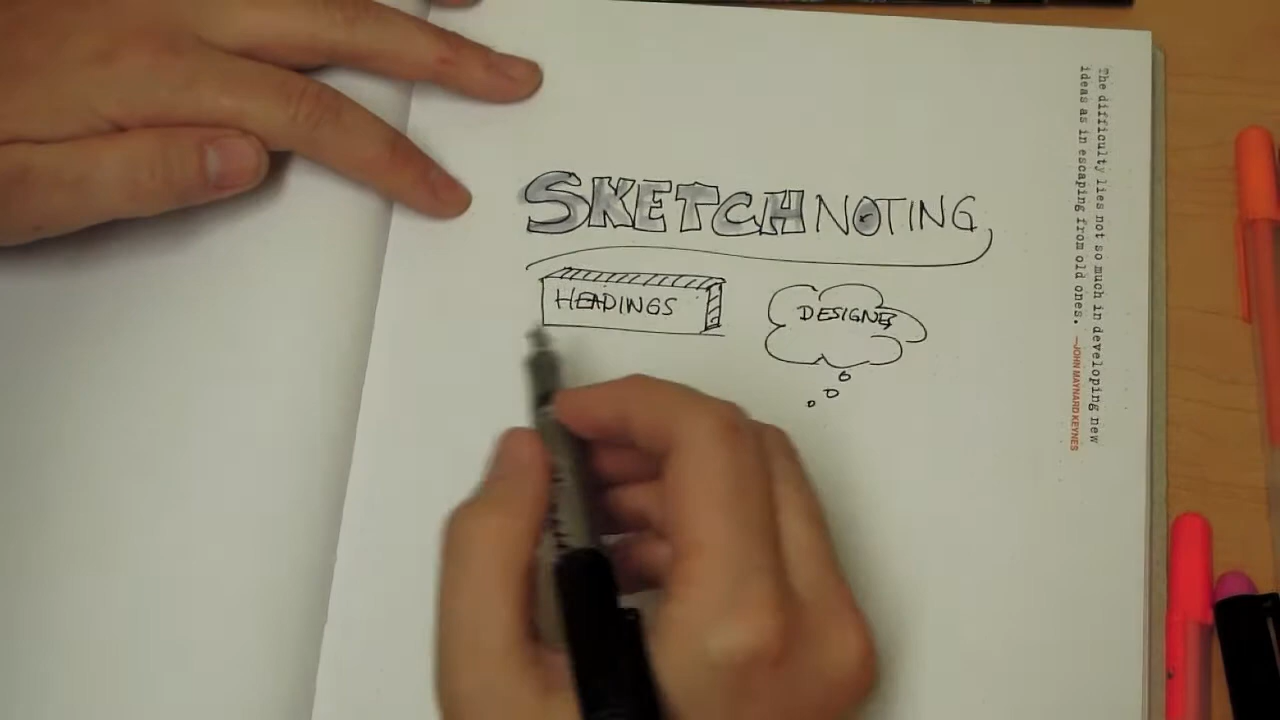 SKETCHNOTING
HEADINGS
DESIGNS
The difficulty lies not so much in developing new
ideas as in escaping from old ones. —JOHN MAYNARD KEYNES